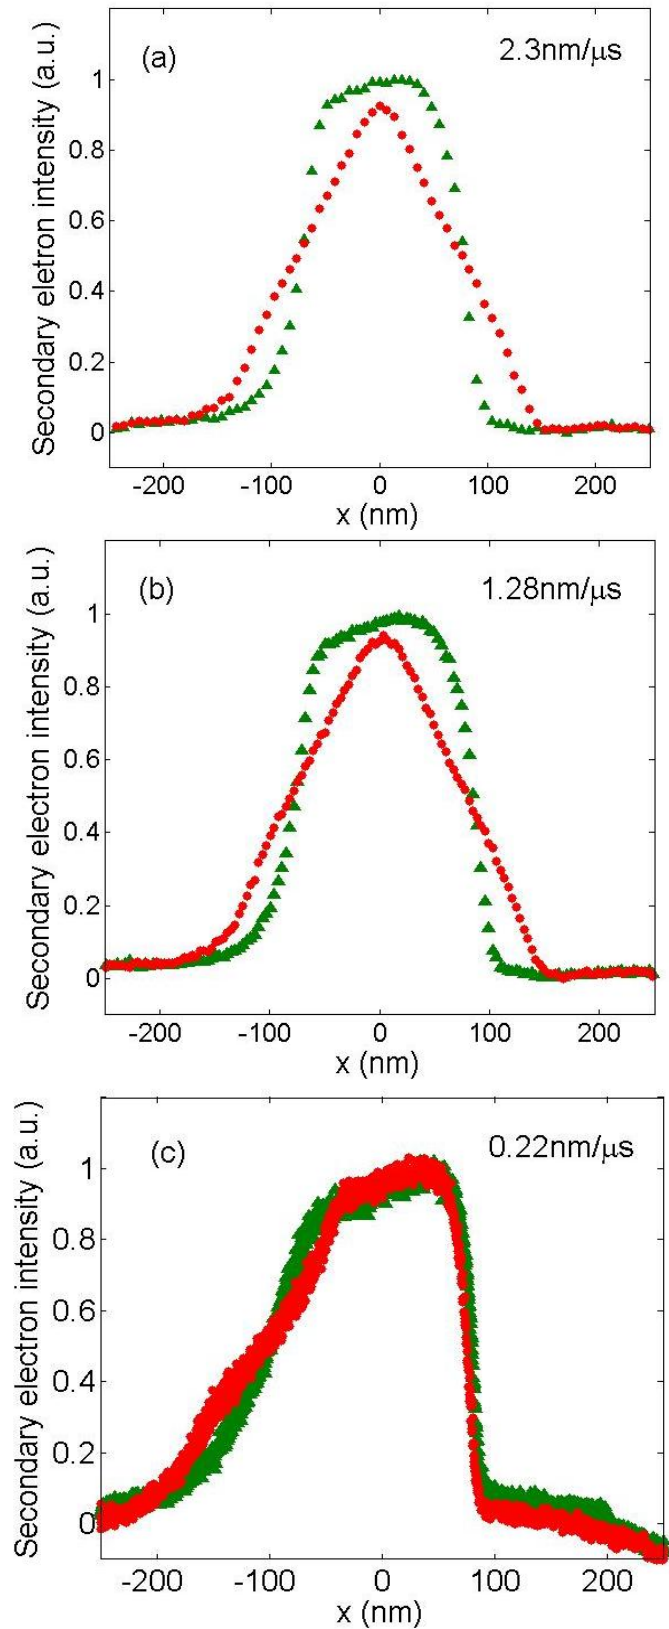 (a)
2.3nm/μs
Secondary eletron intensity (a.u.)
1
0.8
0.6
0.4
0.2
0
-200
-100
0
100
200
x (nm)
(b)
1.28nm/μs
Secondary electron intensity (a.u.)
1
0.8
0.6
0.4
0.2
0
-200
-100
0
100
200
x (nm)
(c)
0.22nm/μs
Secondary electron intensity (a.u.)
1
0.8
0.6
0.4
0.2
0
-200
-100
0
100
200
x (nm)